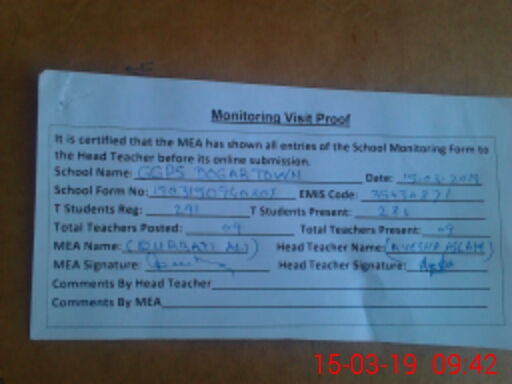 Monitoring Visit Proof
It is certified that the MEA has shown all entries of the School Monitoring Form to
the Head Teacher before its online submission.
School Name: GGPS DOGAR TOWN Date: 15-03-2019
School Form No: EMIS Code:
T Students Reg: 291 T Students Present: 281
Total Teachers Posted: 09 Total Teachers Present: 09
MEA Name: ALI) Head Teacher Name:
MEA Signature: Head Teacher Signature:
Comments By Head Teacher
Comments By MEA
15-03-19 09:42